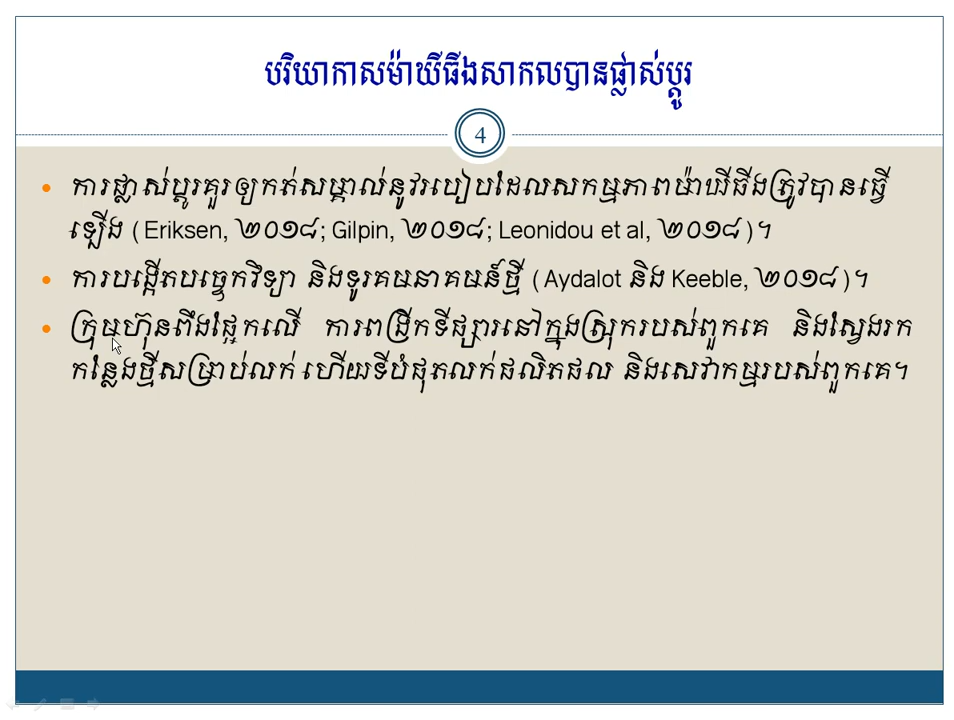 បរិយាកាសម៉ាឃីធីងសាកលបានផ្លាស់ប្តូរ
4
• ការផ្លាស់ប្តូរគួរឲ្យកត់សម្គាល់នូវរបៀបដែលសកម្មភាពម៉ាឃីធីងត្រូវបានធ្វើ
ឡើង (Eriksen, ២០១៨; Gilpin, ២០១៨; Leonidou et al, ២០១៨)។
• ការបង្កើតបច្ចេកវិទ្យា និងទូរគមនាគមន៍ថ្មី (Aydalot និង Keeble, ២០១៨)។
• ក្រុមហ៊ុនពឹងផ្អែកលើ ការពង្រីកទីផ្សារនៅក្នុងស្រុករបស់ពួកគេ និងស្វែងរក
កន្លែងថ្មីសម្រាប់លក់ ហើយទីបំផុតលក់ផលិតផល និងសេវាកម្មរបស់ពួកគេ។